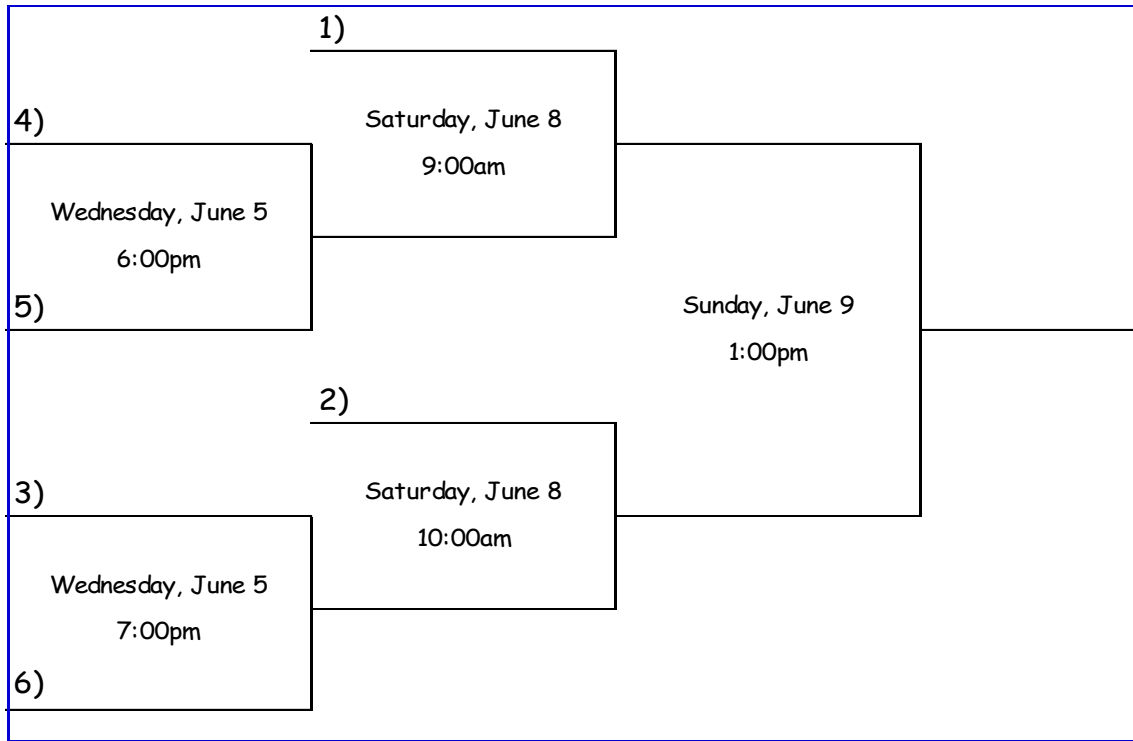 1)
4)
Saturday, June 8
9:00am
Wednesday, June 5
6:00pm
5)
Sunday, June 9
1:00pm
2)
3)
Saturday, June 8
10:00am
Wednesday, June 5
7:00pm
6)